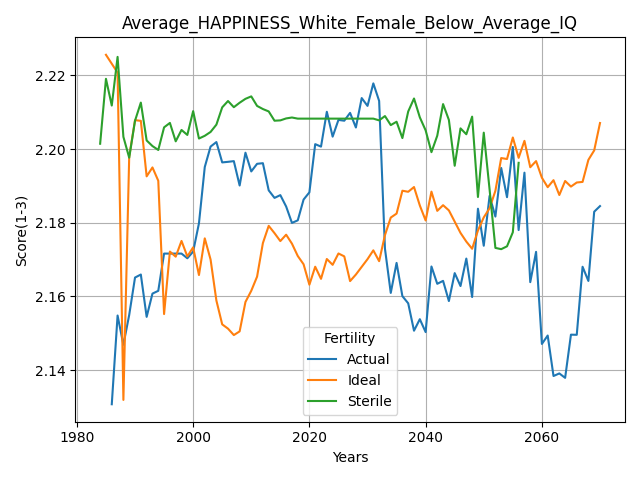 Average_HAPPINESS_White_Female_Below_Average_IQ
Score(1-3)
2.22
2.20
2.18
2.16
2.14
Fertility
Actual
Ideal
Sterile
1980
2000
2020
2040
2060
Years